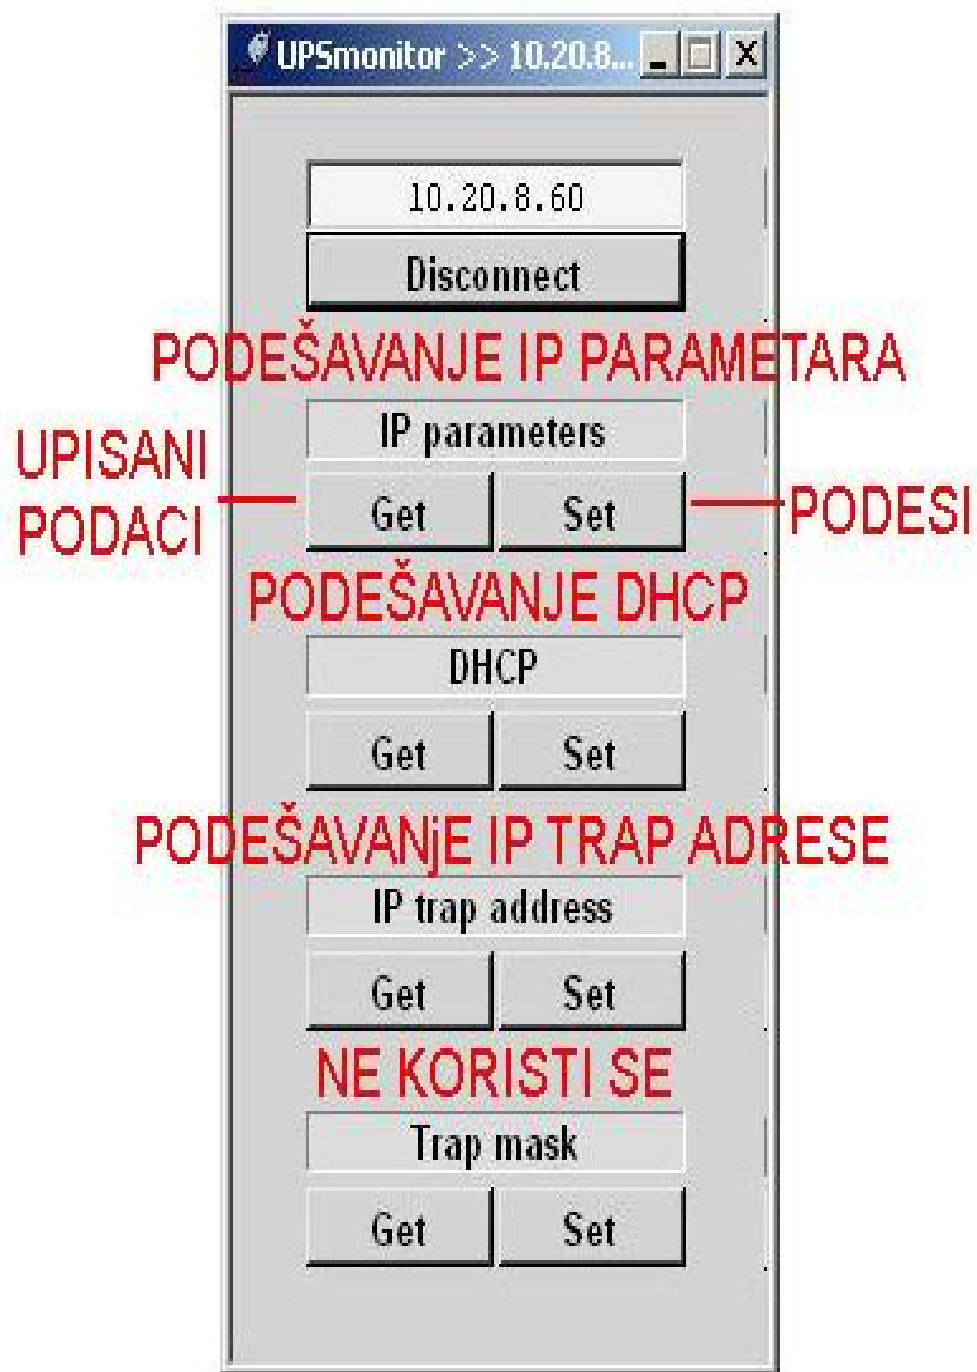 UPSmonitor >> 10.20.8...
10.20.8.60
Disconnect
PODEŠAVANJE IP PARAMETARA
IP parameters
UPISANI
PODACI
Get Set
PODESI
PODEŠAVANJE DHCP
DHCP
Get Set
PODEŠAVANjE IP TRAP ADRESE
IP trap address
Get Set
NE KORISTI SE
Trap mask
Get Set